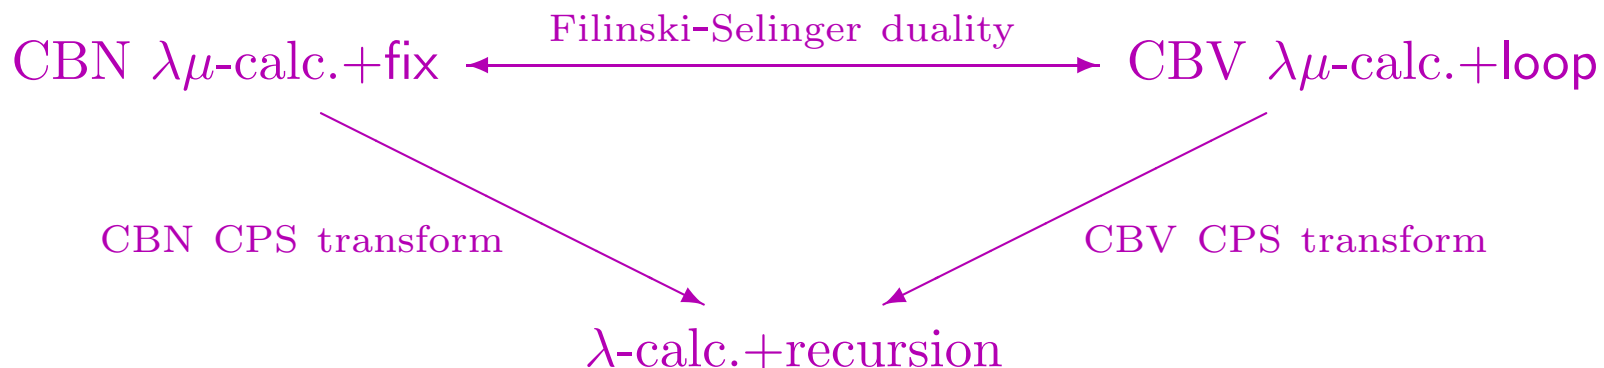 Filinski-Selinger duality
CBN λμ-calc.+fix CBV λμ-calc.+loop
CBN CPS transform CBV CPS transform
λ-calc.+recursion